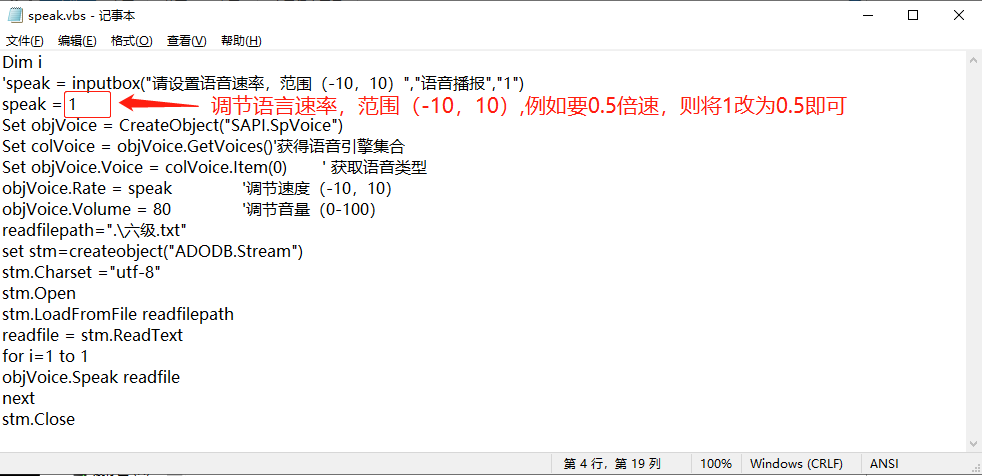 speak.vbs - 记事本
文件(F) 编辑(E) 格式(O) 查看(V) 帮助(H)
Dim i
'speak = inputbox("请设置语音速率，范围（-10，10）","语音播报","1")
speak = 1 调节语言速率，范围（-10，10）,例如要0.5倍速，则将1改为0.5即可
Set objVoice = CreateObject("SAPI.SpVoice")
Set colVoice = objVoice.GetVoices()'获得语音引擎集合
Set objVoice.Voice = colVoice.Item(0) ' 获取语音类型
objVoice.Rate = speak '调节速度（-10，10）
objVoice.Volume = 80 '调节音量（0-100）
readfilepath=".\六级.txt"
set stm=createobject("ADODB.Stream")
stm.Charset ="utf-8"
stm.Open
stm.LoadFromFile readfilepath
readfile = stm.ReadText
for i=1 to 1
objVoice.Speak readfile
next
stm.Close
第 4 行，第 19 列 100% Windows (CRLF) ANSI